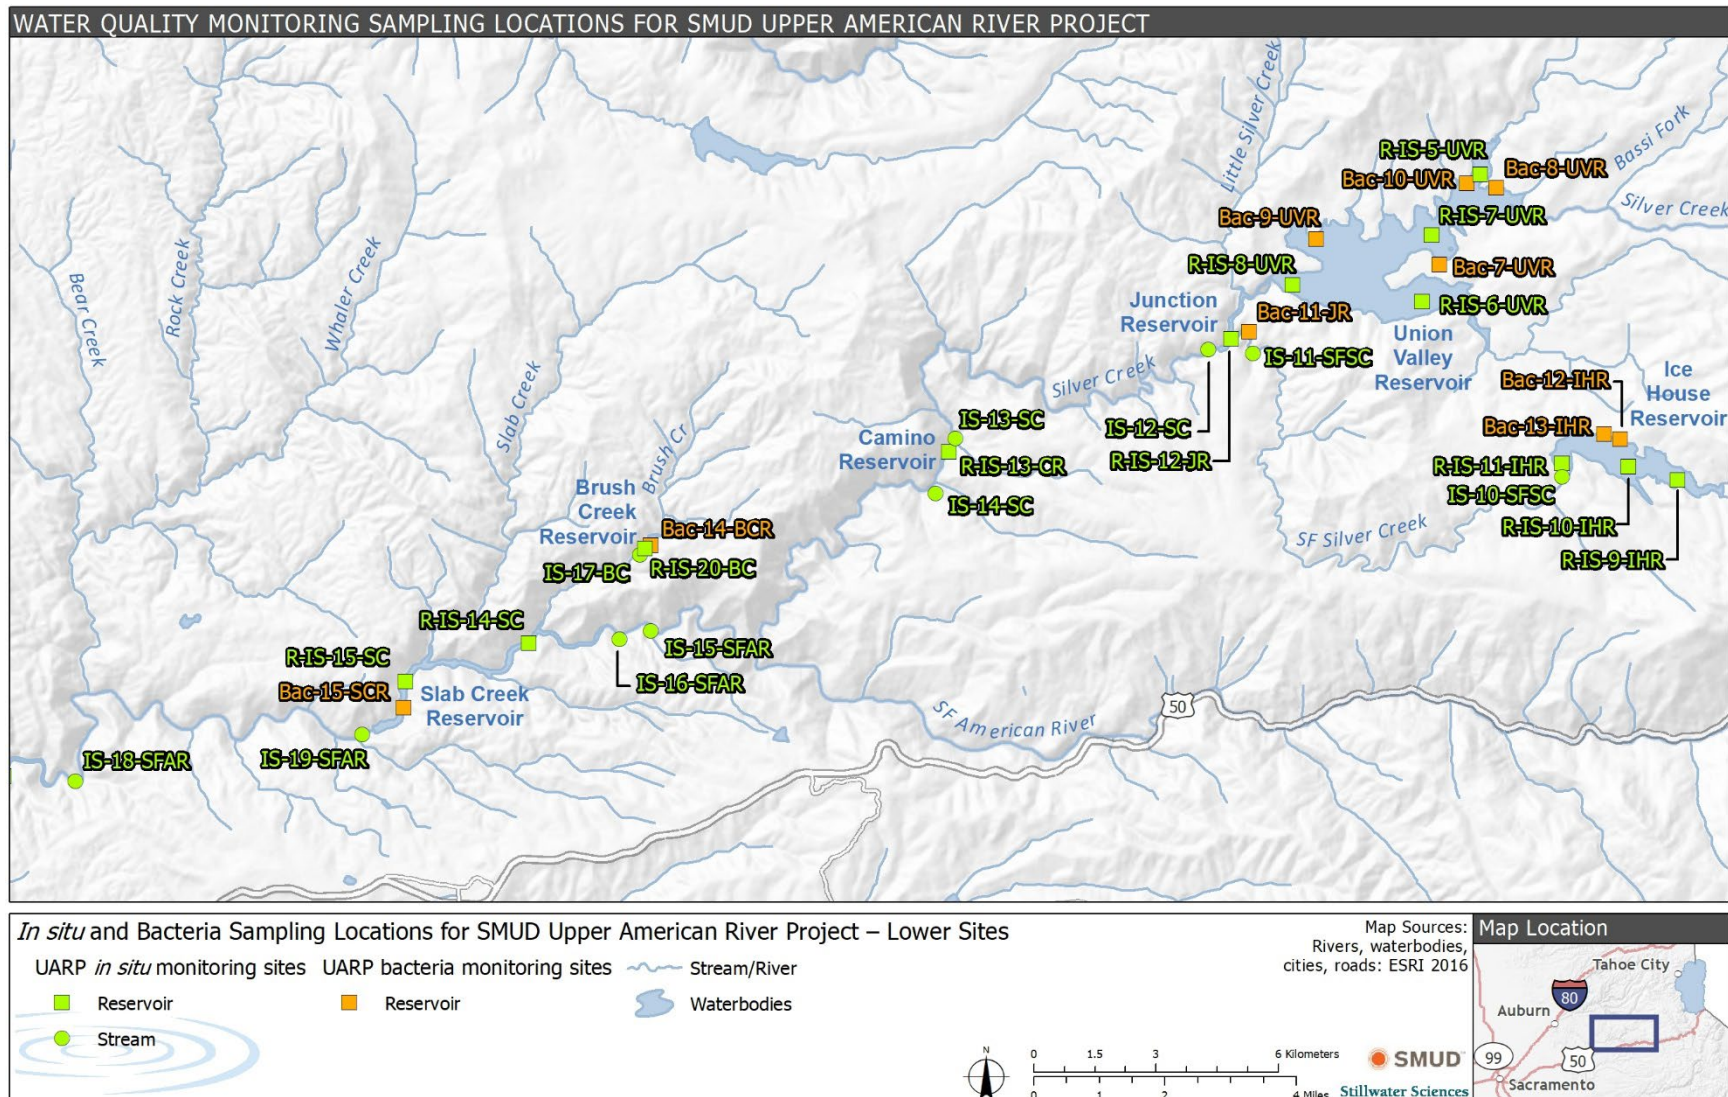 WATER QUALITY MONITORING SAMPLING LOCATIONS FOR SMUD UPPER AMERICAN RIVER PROJECT
Little Silver Creek
Bassi Fork
R-IS-5-UVR
Bac-8-UVR
Bac-10-UVR
Silver Creek
Bac-9-UVR
R-IS-7-UVR
R-IS-8-UVR
Bac-7-UVR
Rock Creek
Whaler Creek
Bear Creek
Junction
Reservoir
Bac-11-JR
R-IS-6-UVR
Union
Valley
Reservoir
IS-11-SFSC
Silver Creek
Slab Creek
Ice
House
Reservoir
Bac-12-IHR
Bac-13-IHR
IS-13-SC
IS-12-SC
Camino
Reservoir
R-IS-13-CR
R-IS-12-JR
R-IS-11-IHR
IS-10-SFSC
Brush Cr
IS-14-SC
Brush
Creek
Reservoir
Bac-14-BCR
SF Silver Creek
R-IS-10-IHR
R-IS-9-IHR
IS-17-BC
R-IS-20-BC
R-IS-14-SC
IS-15-SFAR
R-IS-15-SC
IS-16-SFAR
Bac-15-SCR
Slab Creek
Reservoir
SF American River
50
IS-18-SFAR
IS-19-SFAR
In situ and Bacteria Sampling Locations for SMUD Upper American River Project – Lower Sites
UARP in situ monitoring sites
Reservoir
Stream
UARP bacteria monitoring sites
Reservoir
Stream/River
Waterbodies
Map Sources:
Rivers, waterbodies,
cities, roads: ESRI 2016
N
0 1.5 3 6 Kilometers
0 1 2 4 Miles
SMUD
Stillwater Sciences
Map Location
Tahoe City
80
Auburn
99
50
Sacramento